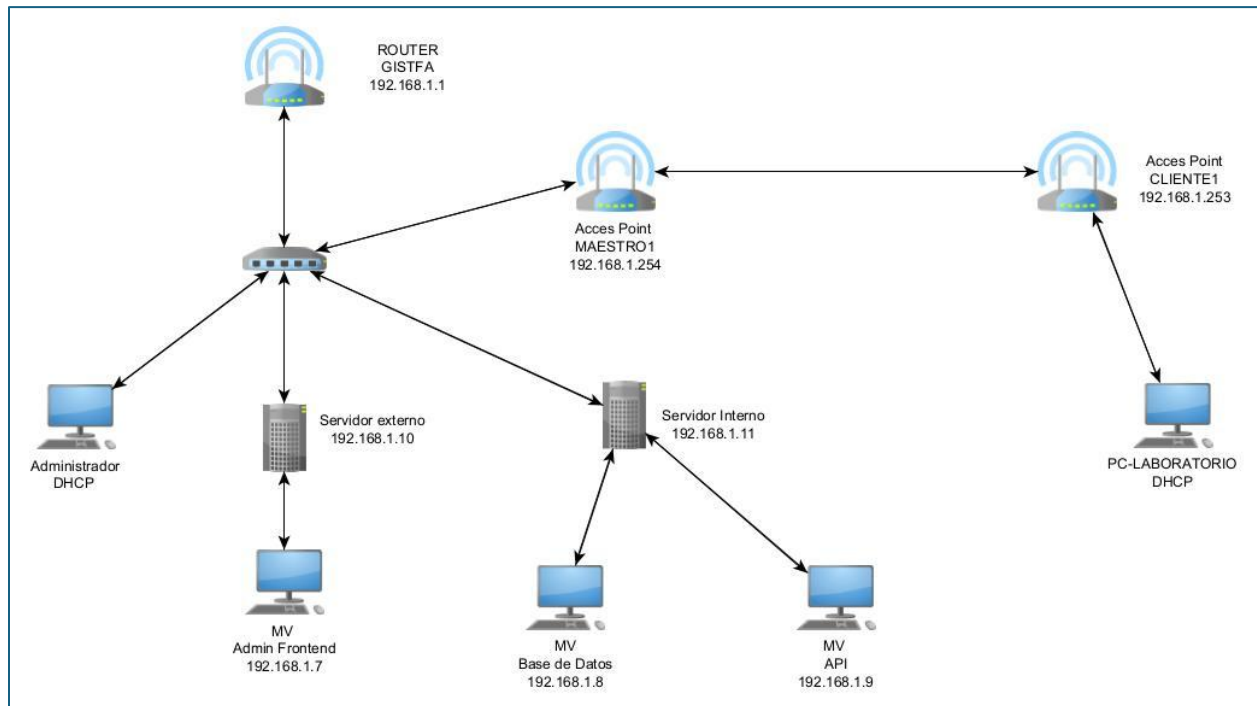 ROUTER
GISTFA
192.168.1.1
Acces Point
MAESTRO1
192.168.1.254
Acces Point
CLIENTE1
192.168.1.253
Administrador
DHCP
Servidor externo
192.168.1.10
Servidor Interno
192.168.1.11
PC-LABORATORIO
DHCP
MV
Admin Frontend
192.168.1.7
MV
Base de Datos
192.168.1.8
MV
API
192.168.1.9